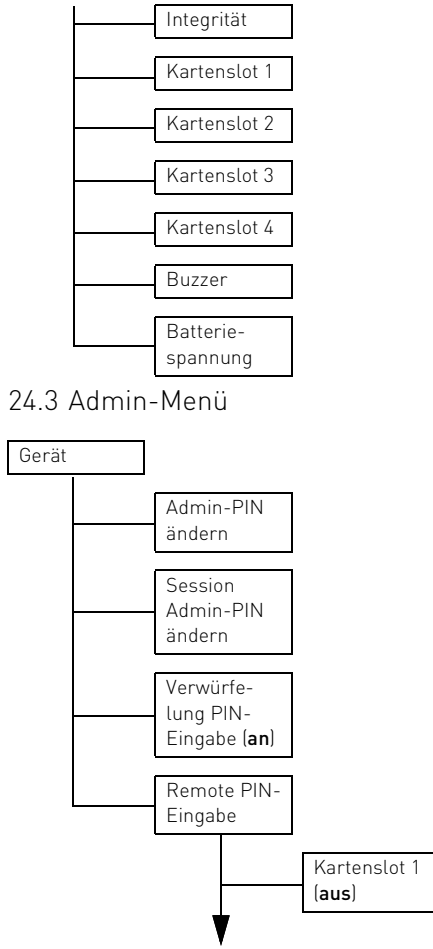 Integrität
Kartenslot 1
Kartenslot 2
Kartenslot 3
Kartenslot 4
Buzzer
Batterie-
spannung
24.3 Admin-Menü
Gerät
Admin-PIN
ändern
Session
Admin-PIN
ändern
Verwürfe-
lung PIN-
Eingabe (an)
Remote PIN-
Eingabe
Kartenslot 1
(aus)